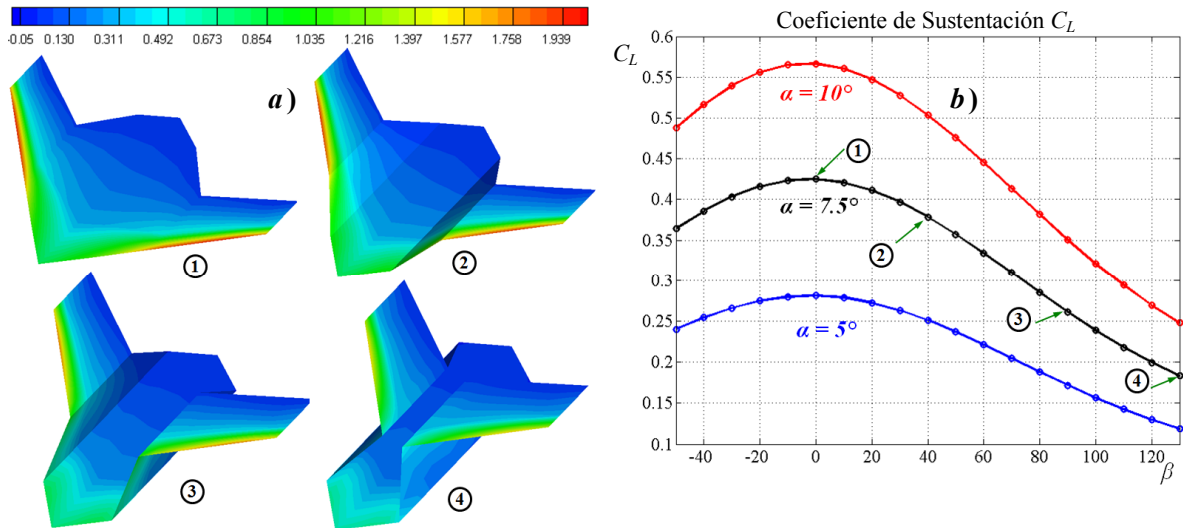 -0.05 0.130 0.311 0.492 0.673 0.854 1.035 1.216 1.397 1.577 1.758 1.939
a)
1
2
3
4
Coeficiente de Sustentación C_L
C_L
0.6
0.55
0.5
0.45
0.4
0.35
0.3
0.25
0.2
0.15
0.1
b)
α = 10°
1
α = 7.5°
2
3
α = 5°
4
-40 -20 0 20 40 60 80 100 120
β